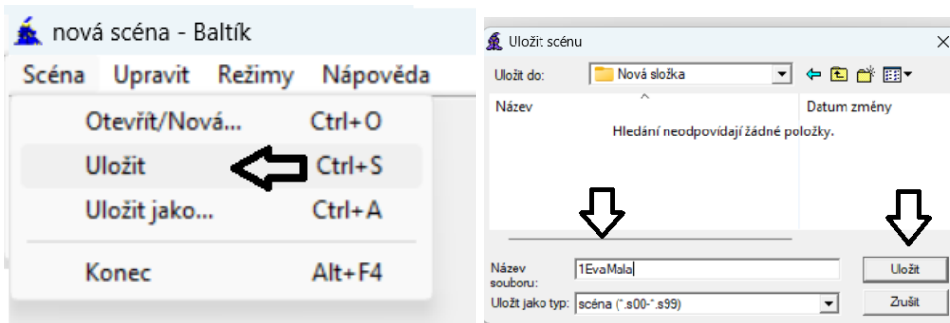 nová scéna - Baltík
Scéna Upravit Režimy Nápověda
Otevřít/Nová... Ctrl+O
Uložit Ctrl+S
Uložit jako... Ctrl+A
Konec Alt+F4
Uložit scénu
Uložit do: Nová složka
Název Datum změny
Hledání neodpovídají žádné položky.
Název souboru: 1EvaMala Uložit
Uložit jako typ: scéna (*.s00-*.s99) Zrušit